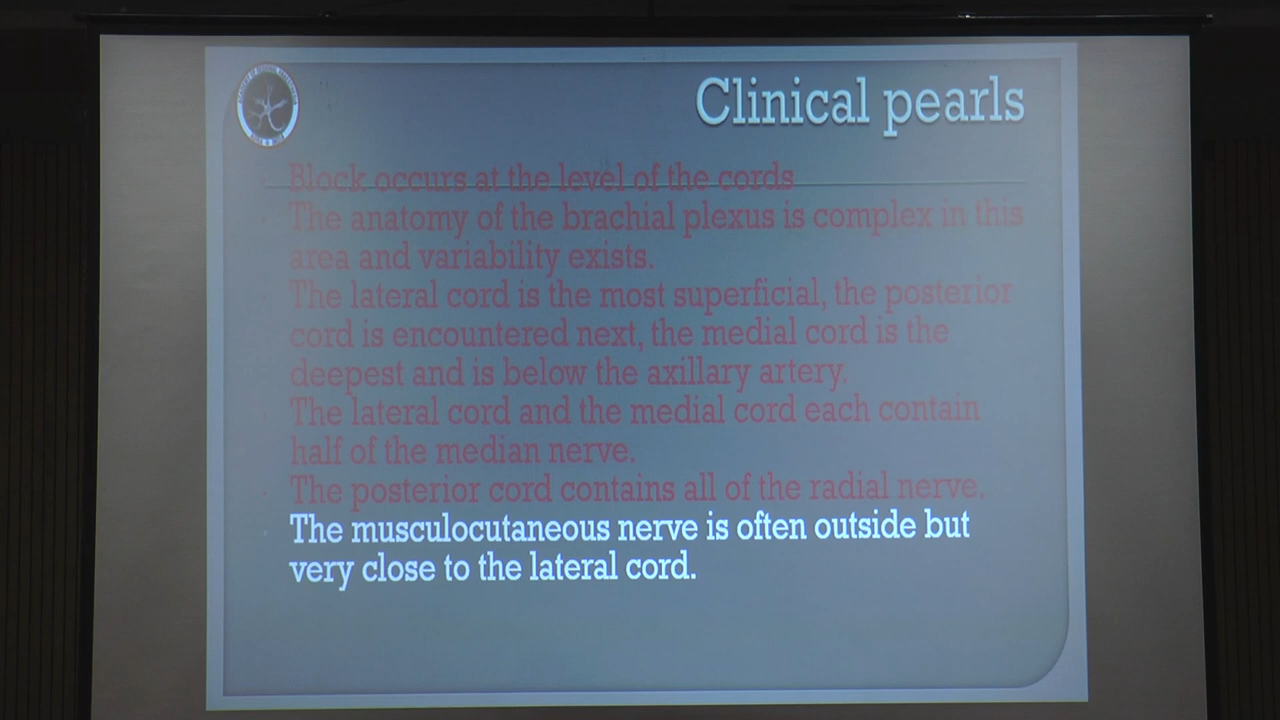 Clinical pearls
Block occurs at the level of the cords
The anatomy of the brachial plexus is complex in this
area and variability exists.
The lateral cord is the most superficial, the posterior
cord is encountered next, the medial cord is the
deepest and is below the axillary artery.
The lateral cord and the medial cord each contain
half of the median nerve.
The posterior cord contains all of the radial nerve.
The musculocutaneous nerve is often outside but
very close to the lateral cord.